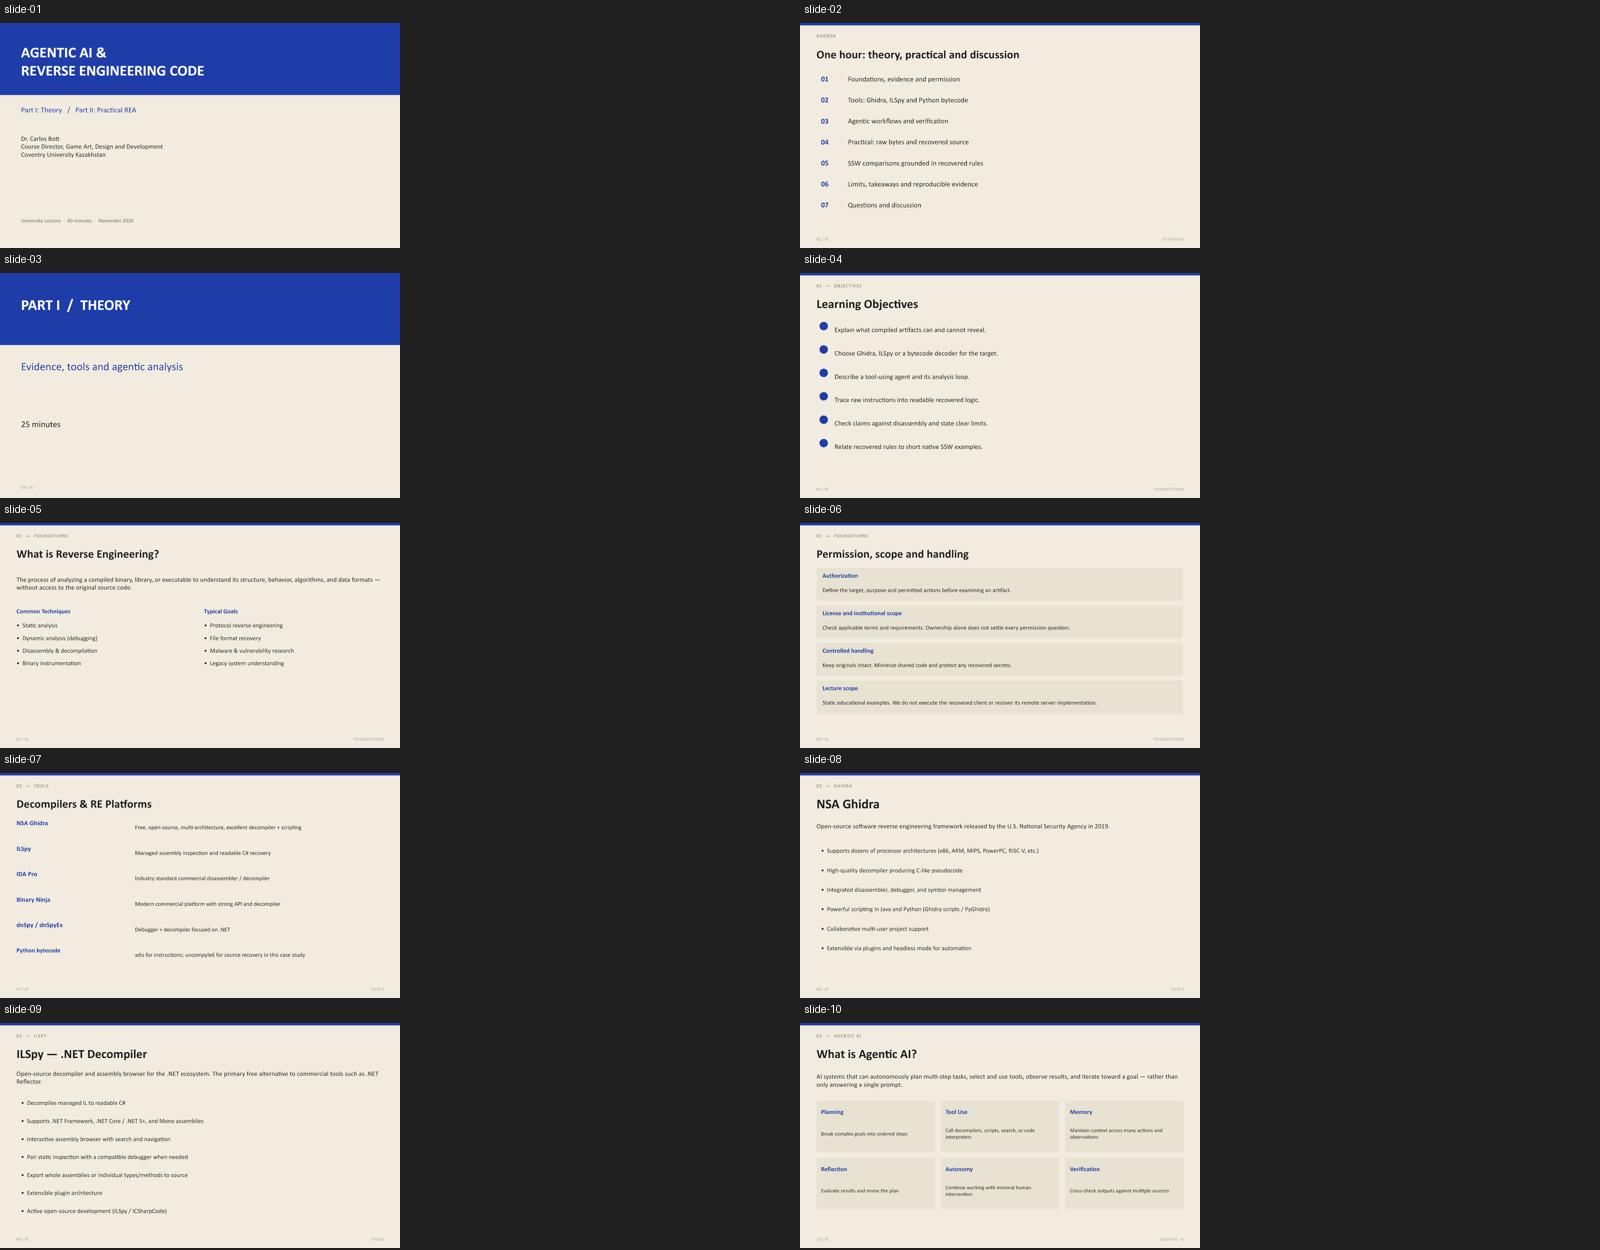 slide-01
AGENTIC AI &
REVERSE ENGINEERING CODE
Part I: Theory / Part II: Practical REA
Dr. Carlos Bott
Course Director, Game Art, Design and Development
Coventry University Kazakhstan
University Lecture · 60 minutes · November 2026
slide-02
AGENDA
One hour: theory, practical and discussion
01 Foundations, evidence and permission
02 Tools: Ghidra, ILSpy and Python bytecode
03 Agentic workflows and verification
04 Practical: raw bytes and recovered source
05 SSW comparisons grounded in recovered rules
06 Limits, takeaways and reproducible evidence
07 Questions and discussion
OVERVIEW
slide-03
PART I / THEORY
Evidence, tools and agentic analysis
25 minutes
slide-04
01 — OBJECTIVES
Learning Objectives
Explain what compiled artifacts can and cannot reveal.
Choose Ghidra, ILSpy or a bytecode decoder for the target.
Describe a tool-using agent and its analysis loop.
Trace raw instructions into readable recovered logic.
Check claims against disassembly and state clear limits.
Relate recovered rules to short native SSW examples.
FOUNDATIONS
slide-05
01 — FOUNDATIONS
What is Reverse Engineering?
The process of analyzing a compiled binary, library, or executable to understand its structure, behavior, algorithms, and data formats —
without access to the original source code.
Common Techniques
• Static analysis
• Dynamic analysis (debugging)
• Disassembly & decompilation
• Binary instrumentation
Typical Goals
• Protocol reverse engineering
• File format recovery
• Malware & vulnerability research
• Legacy system understanding
FOUNDATIONS
slide-06
01 — FOUNDATIONS
Permission, scope and handling
Authorization
Define the target, purpose and permitted actions before examining an artifact.
License and institutional scope
Check applicable terms and requirements. Ownership alone does not settle every permission question.
Controlled handling
Keep originals intact. Minimize shared code and protect any recovered secrets.
Lecture scope
Static educational examples. We do not execute the recovered client or recover its remote server implementation.
FOUNDATIONS
slide-07
02 — TOOLS
Decompilers & RE Platforms
NSA Ghidra
Free, open-source, multi-architecture, excellent decompiler + scripting
ILSpy
Managed assembly inspection and readable C# recovery
IDA Pro
Industry standard commercial disassembler / decompiler
Binary Ninja
Modern commercial platform with strong API and decompiler
dnSpy / dnSpyEx
Debugger + decompiler focused on .NET
Python bytecode
xdis for instructions; uncompyle6 for source recovery in this case study
TOOLS
slide-08
02 — GHIDRA
NSA Ghidra
Open-source software reverse engineering framework released by the U.S. National Security Agency in 2019.
• Supports dozens of processor architectures (x86, ARM, MIPS, PowerPC, RISC-V, etc.)
• High-quality decompiler producing C-like pseudocode
• Integrated disassembler, debugger, and symbol management
• Powerful scripting in Java and Python (Ghidra scripts / PyGhidra)
• Collaborative multi-user project support
• Extensible via plugins and headless mode for automation
TOOLS
slide-09
02 — ILSPY
ILSpy — .NET Decompiler
Open-source decompiler and assembly browser for the .NET ecosystem. The primary free alternative to commercial tools such as .NET
Reflector.
• Decompiles managed IL to readable C#
• Supports .NET Framework, .NET Core / .NET 5+, and Mono assemblies
• Interactive assembly browser with search and navigation
• Pair static inspection with a compatible debugger when needed
• Export whole assemblies or individual types/methods to source
• Extensible plugin architecture
• Active open-source development (ILSpy / ICSharpCode)
TOOLS
slide-10
03 — AGENTIC AI
What is Agentic AI?
AI systems that can autonomously plan multi-step tasks, select and use tools, observe results, and iterate toward a goal — rather than
only answering a single prompt.
Planning
Break complex goals into ordered steps
Tool Use
Call decompilers, scripts, search, or code
interpreters
Memory
Maintain context across many actions and
observations
Reflection
Evaluate results and revise the plan
Autonomy
Continue working with minimal human
intervention
Verification
Cross-check outputs against multiple sources
AGENTIC AI